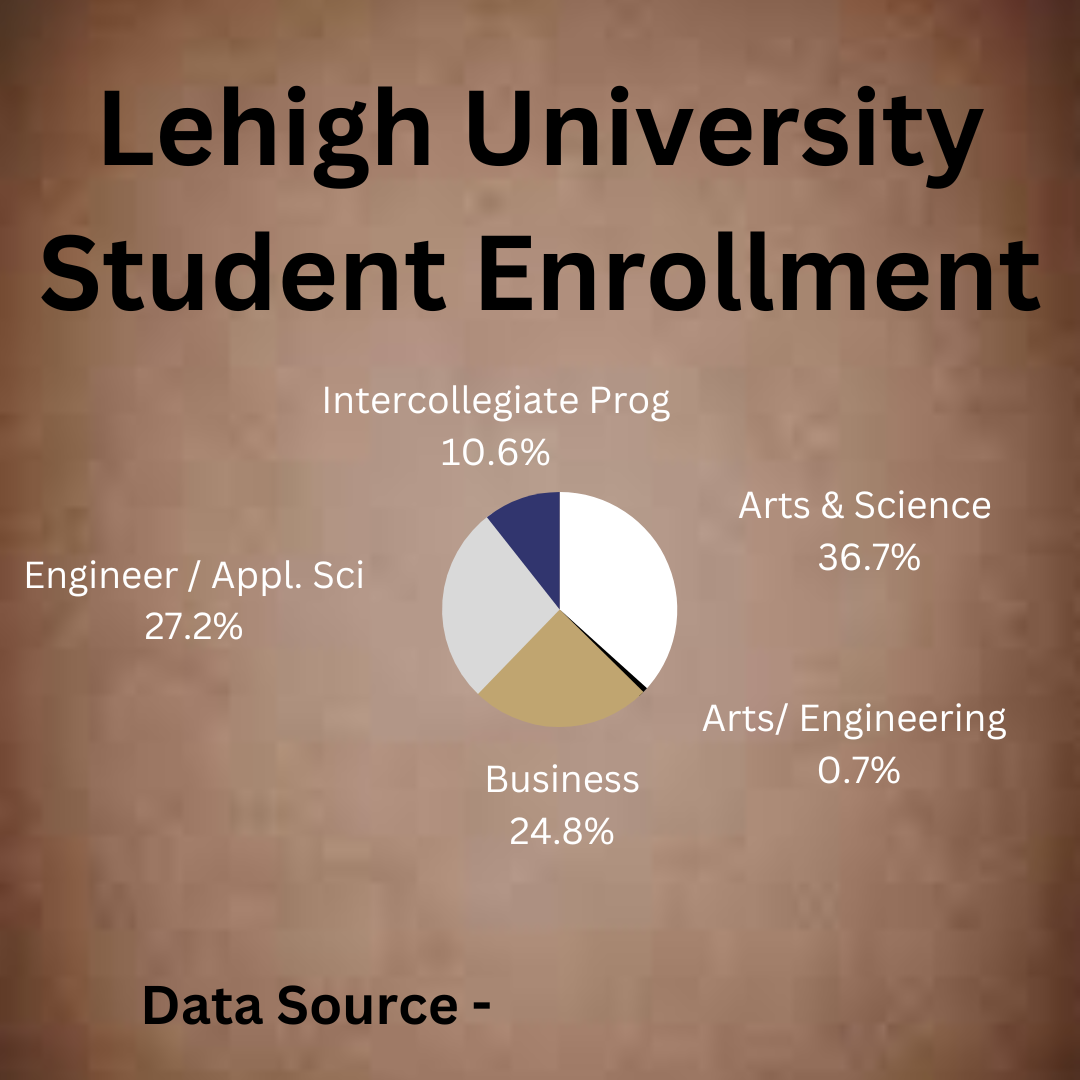 Lehigh University
Student Enrollment
Intercollegiate Prog
10.6%
Arts & Science
36.7%
Engineer / Appl. Sci
27.2%
Arts/ Engineering
0.7%
Business
24.8%
Data Source -